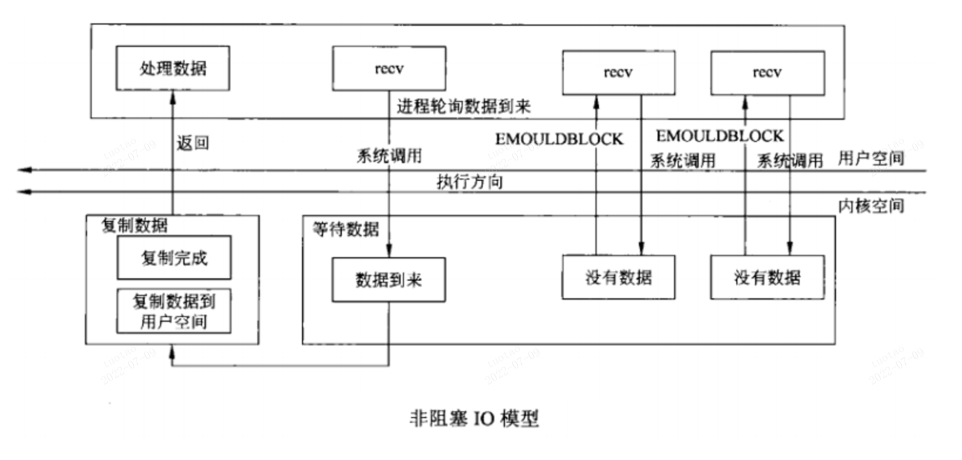 处理数据
recv
recv
recv
进程轮询数据到来
返回
EMOULDBLOCK
EMOULDBLOCK
系统调用
系统调用
系统调用
用户空间
执行方向
内核空间
复制数据
等待数据
复制完成
数据到来
没有数据
没有数据
复制数据到
用户空间
非阻塞 IO 模型